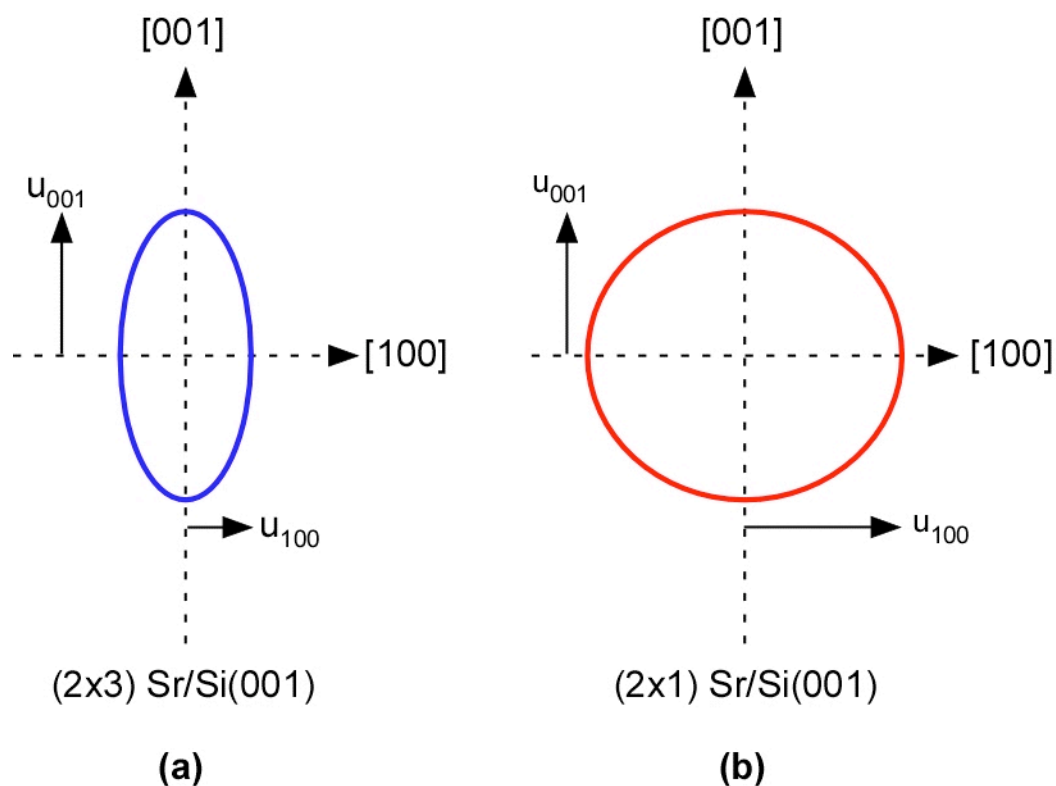 [001]
u001
[100]
u100
(2x3) Sr/Si(001)
(a)
[001]
u001
[100]
u100
(2x1) Sr/Si(001)
(b)